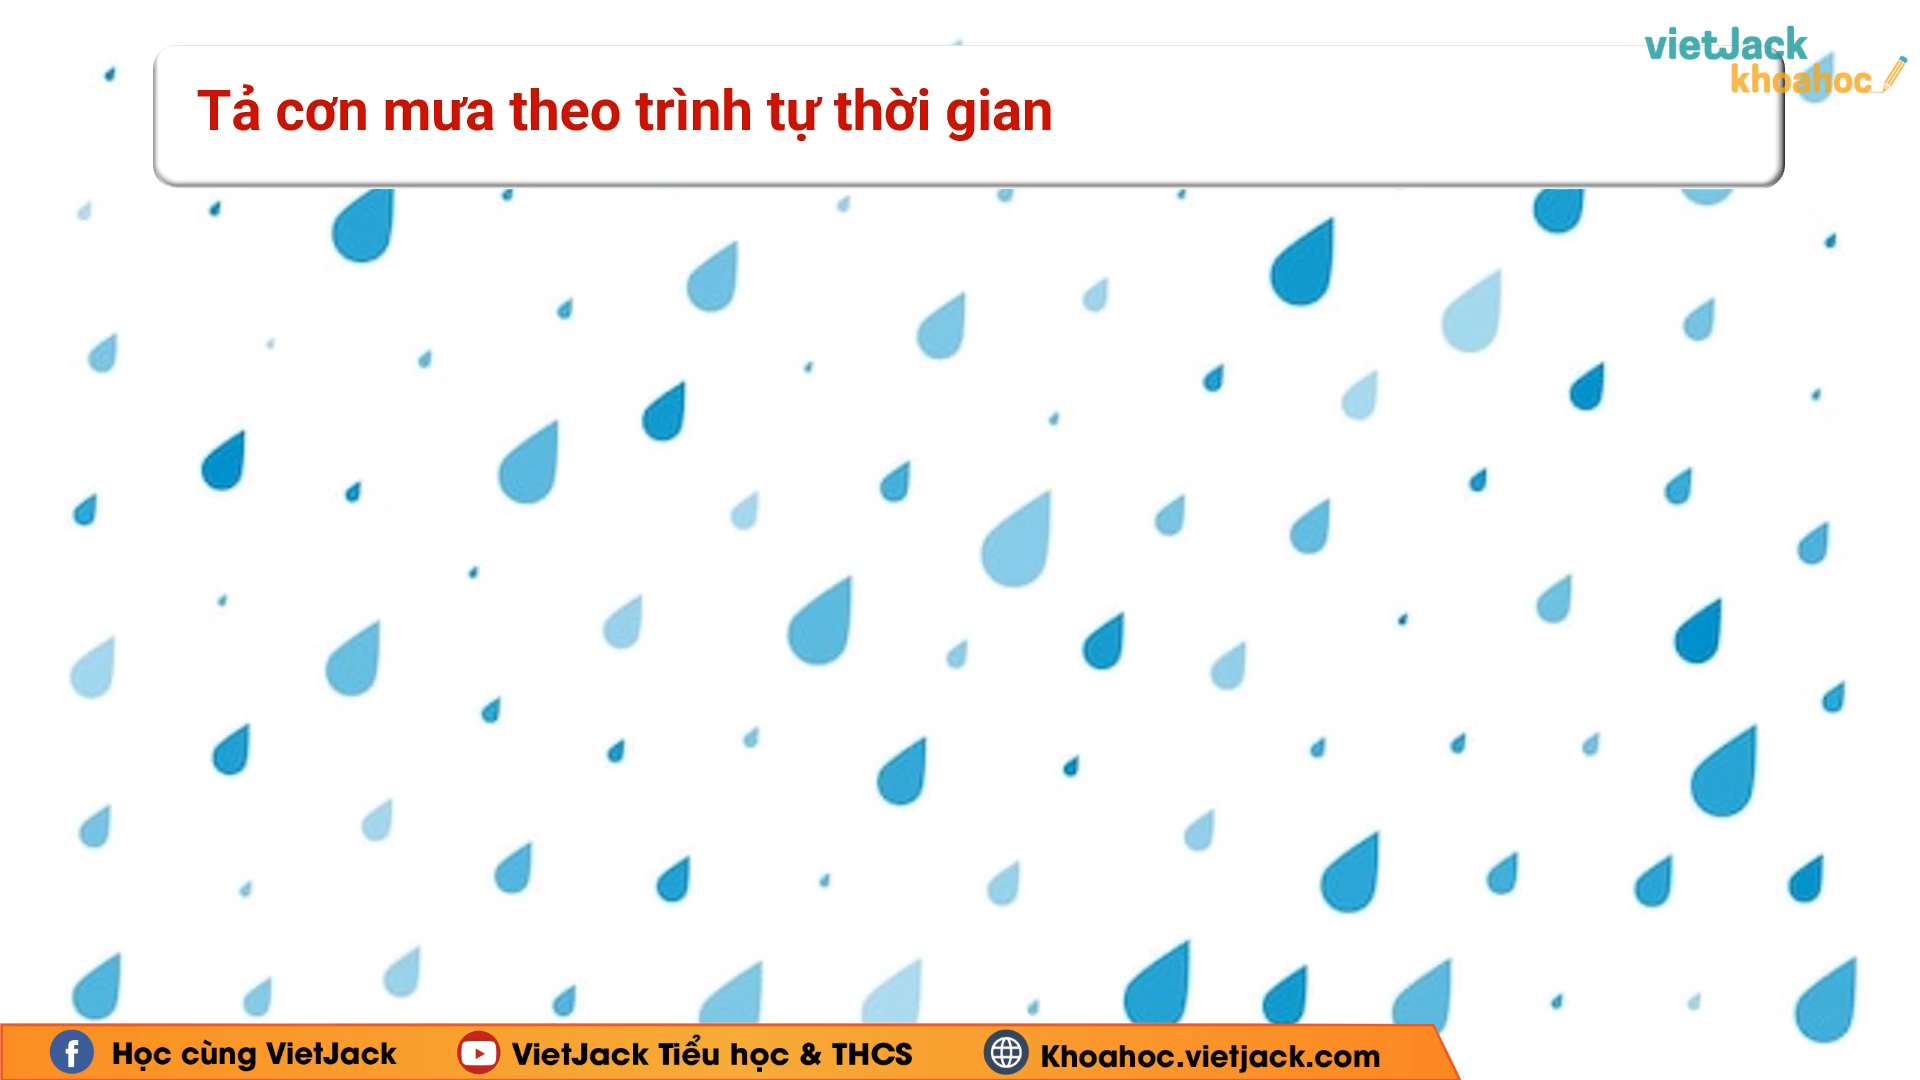 vietJack
khoahoc
Tả cơn mưa theo trình tự thời gian
Học cùng VietJack
VietJack Tiểu học & THCS
Khoahoc.vietjack.com